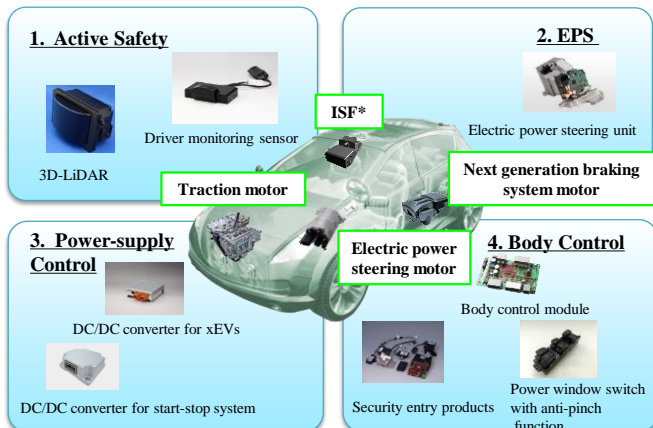 1. Active Safety
Driver monitoring sensor
3D-LiDAR
2. EPS
Electric power steering unit
ISF*
Traction motor
Next generation braking
system motor
Electric power
steering motor
3. Power-supply
Control
DC/DC converter for xEVs
DC/DC converter for start-stop system
4. Body Control
Body control module
Security entry products
Power window switch
with anti-pinch
function